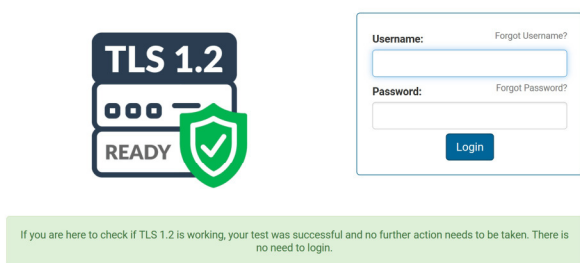 TLS 1.2
READY
Username:
Forgot Username?
Password:
Forgot Password?
Login
If you are here to check if TLS 1.2 is working, your test was successful and no further action needs to be taken. There is
no need to login.